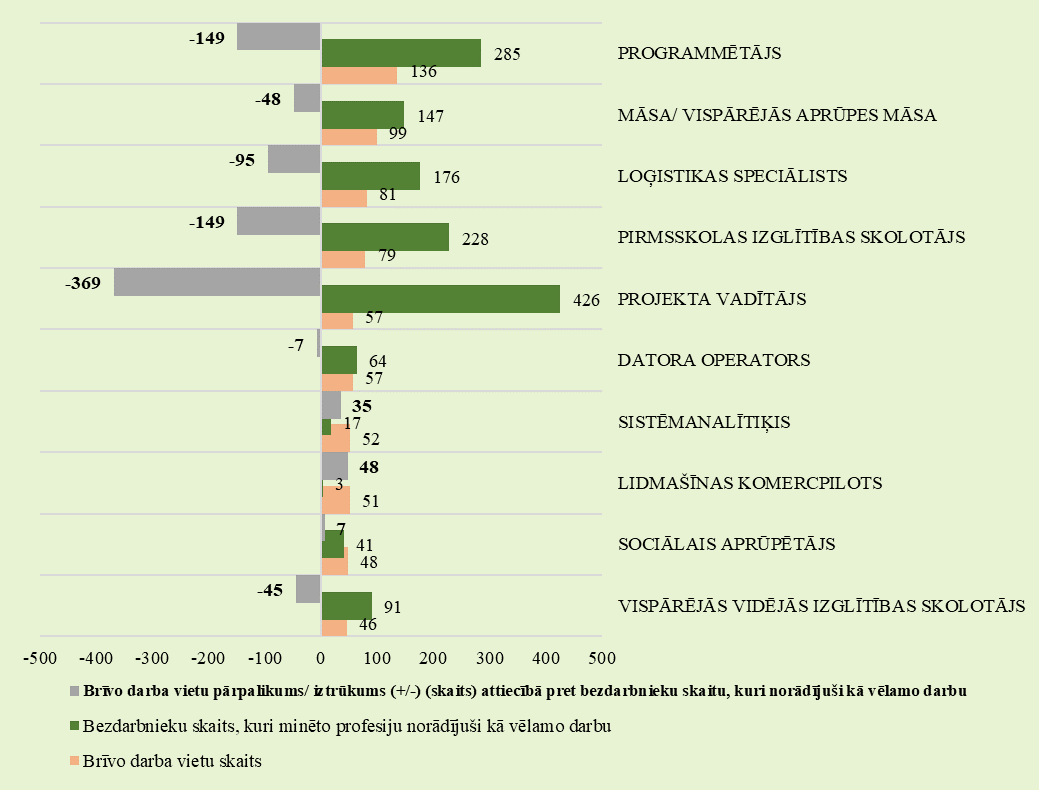 -149
285
136
PROGRAMMĒTĀJS
-48
147
99
MĀSA/ VISPĀRĒJĀS APRŪPES MĀSA
-95
176
81
LOĢISTIKAS SPECIĀLISTS
-149
228
79
PIRMSSKOLAS IZGLĪTĪBAS SKOLOTĀJS
-369
426
57
PROJEKTA VADĪTĀJS
-7
64
57
DATORA OPERATORS
35
17
52
SISTĒMANALĪTIĶIS
48
3
51
LIDMAŠĪNAS KOMERCPILOTS
7
41
48
SOCIĀLAIS APRŪPĒTĀJS
-45
91
46
VISPĀRĒJĀS VIDĒJĀS IZGLĪTĪBAS SKOLOTĀJS
-500 -400 -300 -200 -100 0 100 200 300 400 500
Brīvo darba vietu pārpalikums/ iztrūkums (+/-) (skaits) attiecībā pret bezdarbnieku skaitu, kuri norādījuši kā vēlamo darbu
Bezdarbnieku skaits, kuri minēto profesiju norādījuši kā vēlamo darbu
Brīvo darba vietu skaits